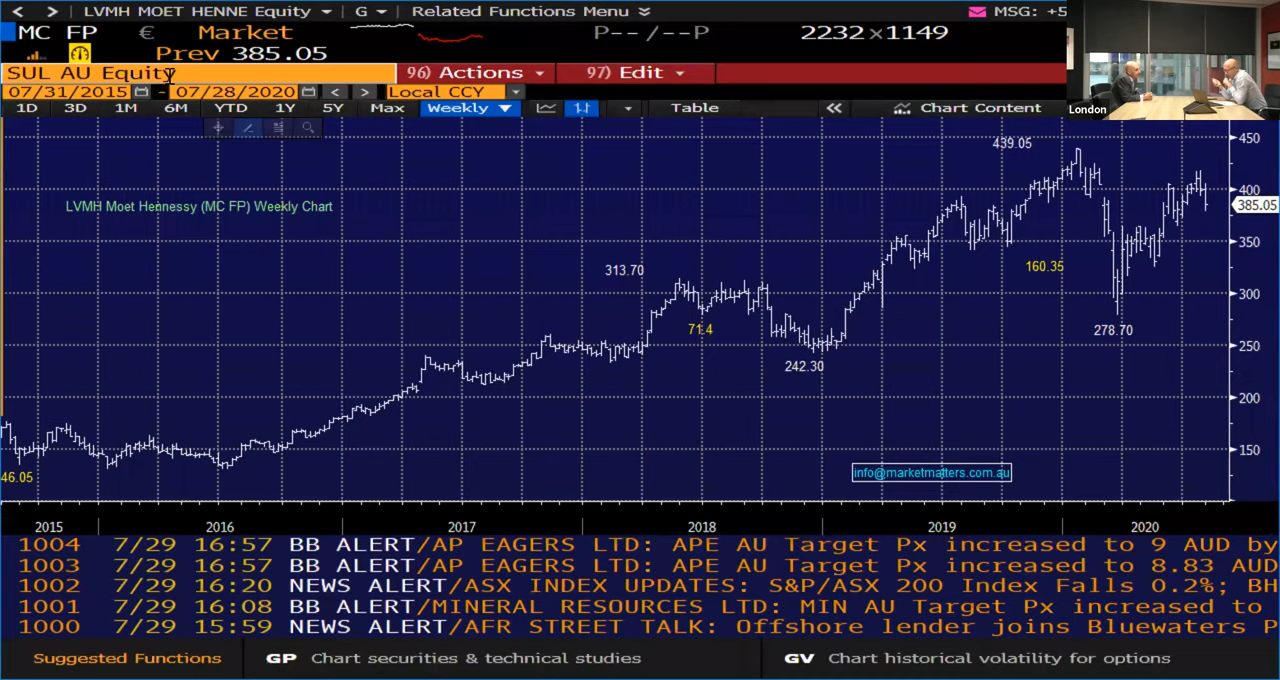 < > LVMH MOET HENNE Equity G Related Functions Menu MSG: +5
MC FP € Market P-- /--P 2232×1149
Prev 385.05
SUL AU Equity 96) Actions 97) Edit
07/31/2015 - 07/28/2020 < > Local CCY
1D 3D 1M 6M YTD 1Y 5Y Max Weekly Table « Chart Content
London
439.05
450
LVMH Moet Hennessy (MC FP) Weekly Chart
400
385.05
350
313.70
160.35
300
71.4
278.70
250
242.30
200
150
46.05
info@marketmatters.com.au
2015 2016 2017 2018 2019 2020
1004 7/29 16:57 BB ALERT/AP EAGERS LTD: APE AU Target Px increased to 9 AUD by
1003 7/29 16:57 BB ALERT/AP EAGERS LTD: APE AU Target Px increased to 8.83 AUD
1002 7/29 16:20 NEWS ALERT/ASX INDEX UPDATES: S&P/ASX 200 Index Falls 0.2%; BH
1001 7/29 16:08 BB ALERT/MINERAL RESOURCES LTD: MIN AU Target Px increased to
1000 7/29 15:59 NEWS ALERT/AFR STREET TALK: Offshore lender joins Bluewaters P
Suggested Functions GP Chart securities & technical studies GV Chart historical volatility for options